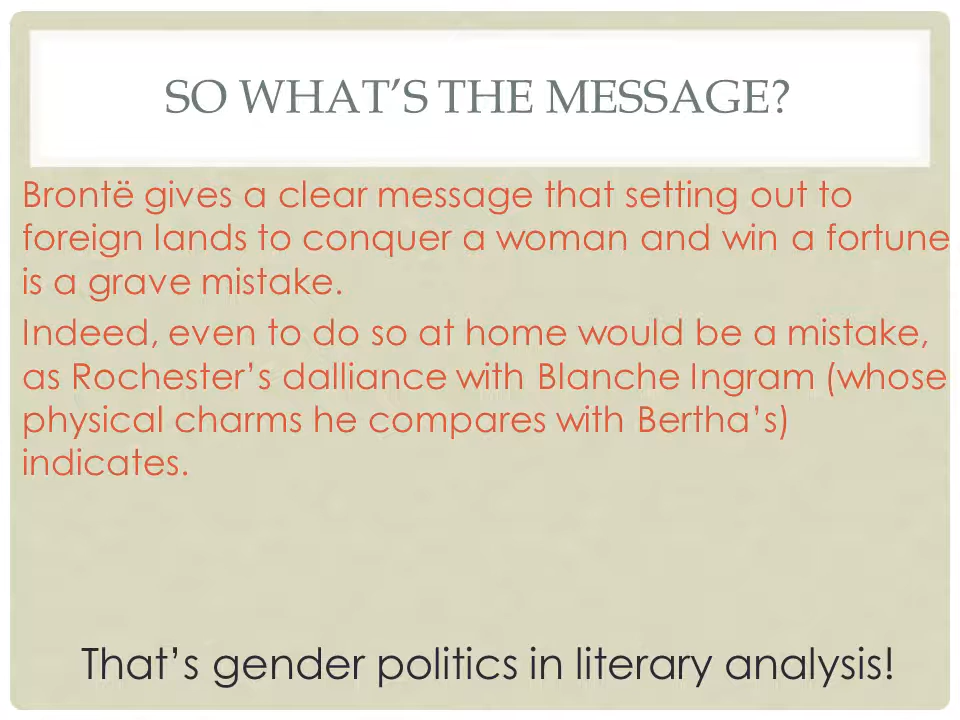 SO WHAT'S THE MESSAGE?
Brontë gives a clear message that setting out to
foreign lands to conquer a woman and win a fortune
is a grave mistake.
Indeed, even to do so at home would be a mistake,
as Rochester's dalliance with Blanche Ingram (whose
physical charms he compares with Bertha's)
indicates.
That's gender politics in literary analysis!